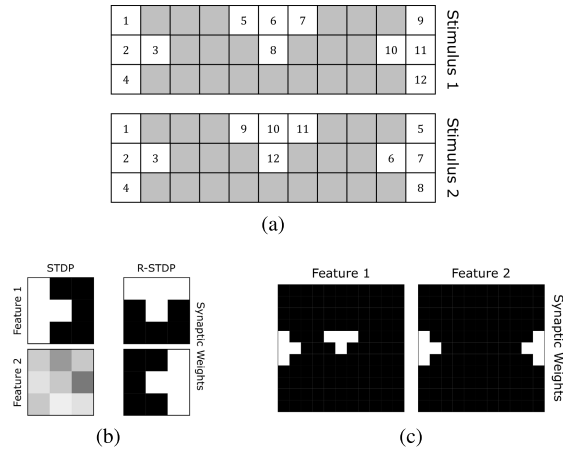 1 5 6 7 9
2 3 8 10 11
4 12
Stimulus 1
1 9 10 11 5
2 3 12 6 7
4 8
Stimulus 2
(a)
STDP R-STDP
Feature 1
Feature 2
Synaptic Weights
(b)
Feature 1 Feature 2
Synaptic Weights
(c)